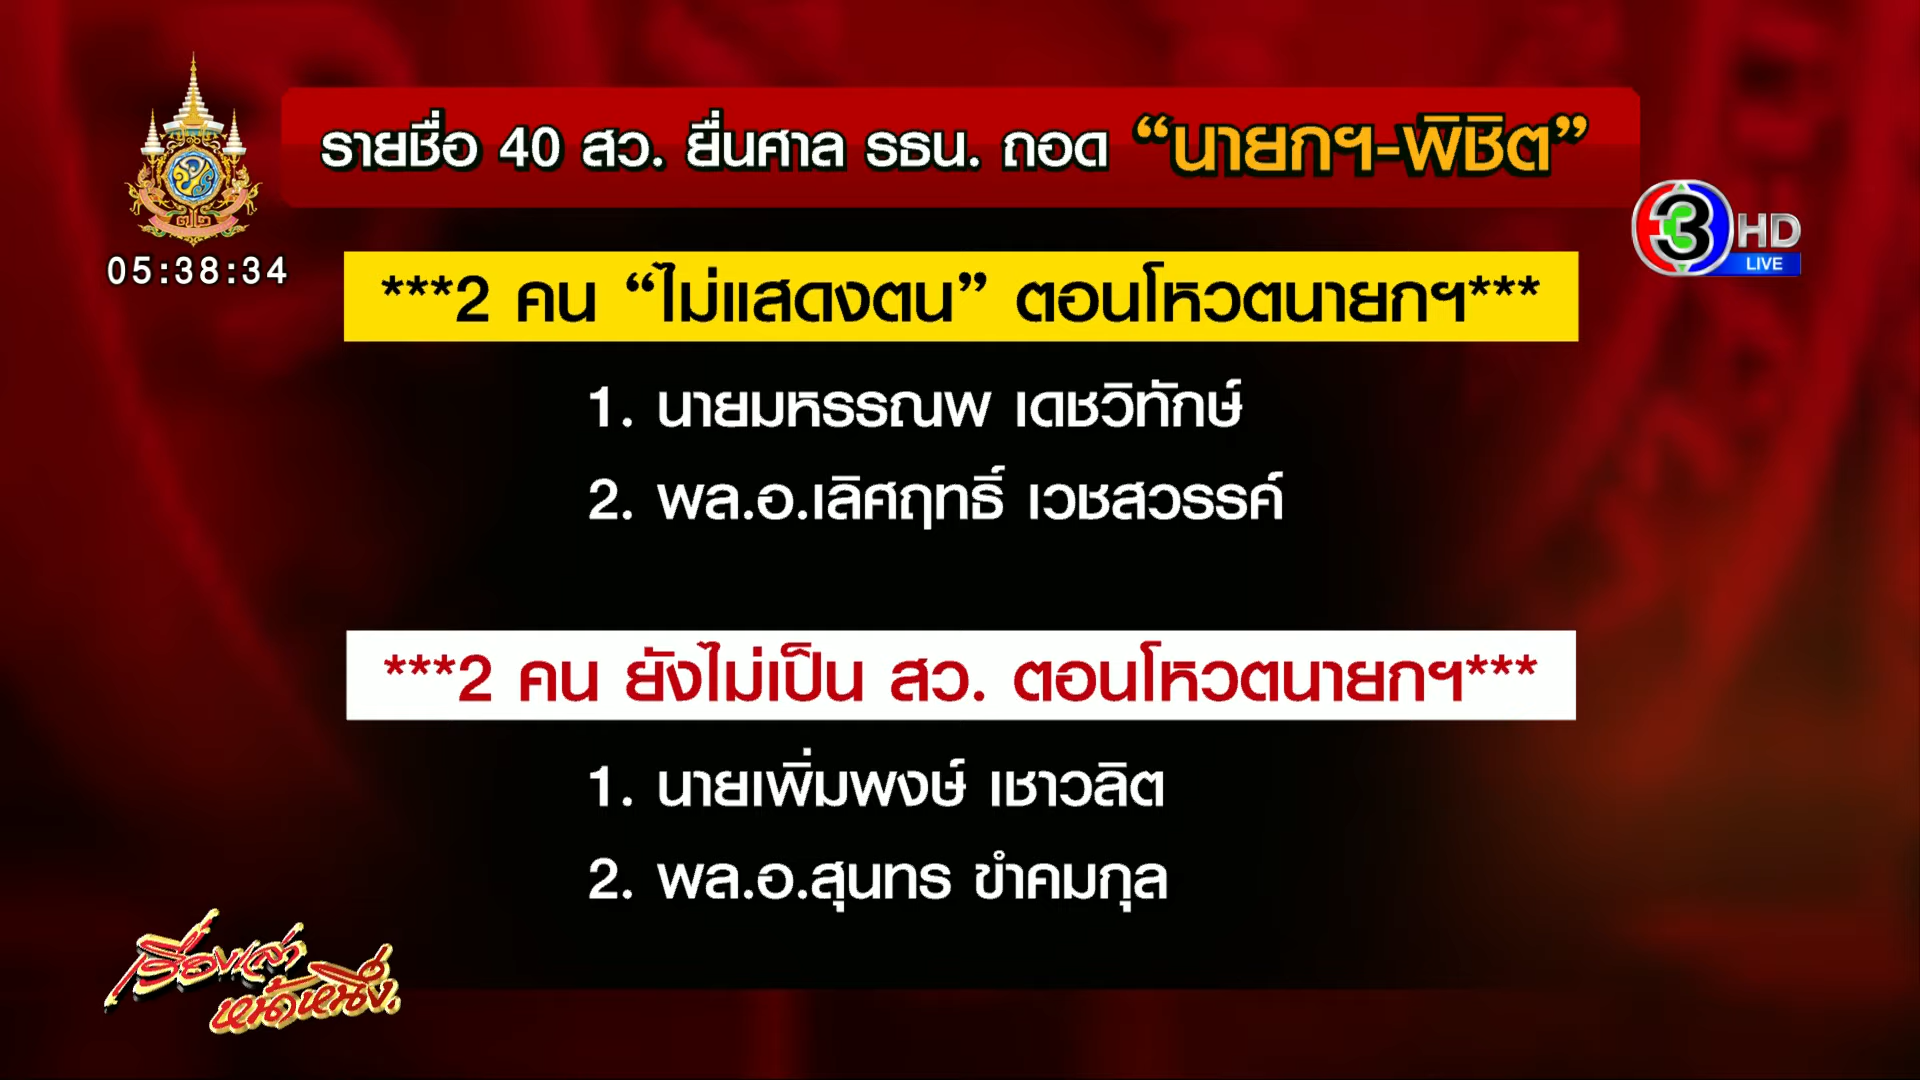 รายชื่อ 40 สว. ยื่นศาล รธน. ถอด “นายกฯ-พิชิต”
05:38:34
3 HD
LIVE
***2 คน “ไม่แสดงตน” ตอนโหวตนายกฯ***
1. นายมหรรณพ เดชวิทักษ์
2. พล.อ.เลิศฤทธิ์ เวชสวรรค์
***2 คน ยังไม่เป็น สว. ตอนโหวตนายกฯ***
1. นายเพิ่มพงษ์ เชาวลิต
2. พล.อ.สุนทร ขำคมกุล
เรื่องเล่า
หน้าหนึ่ง